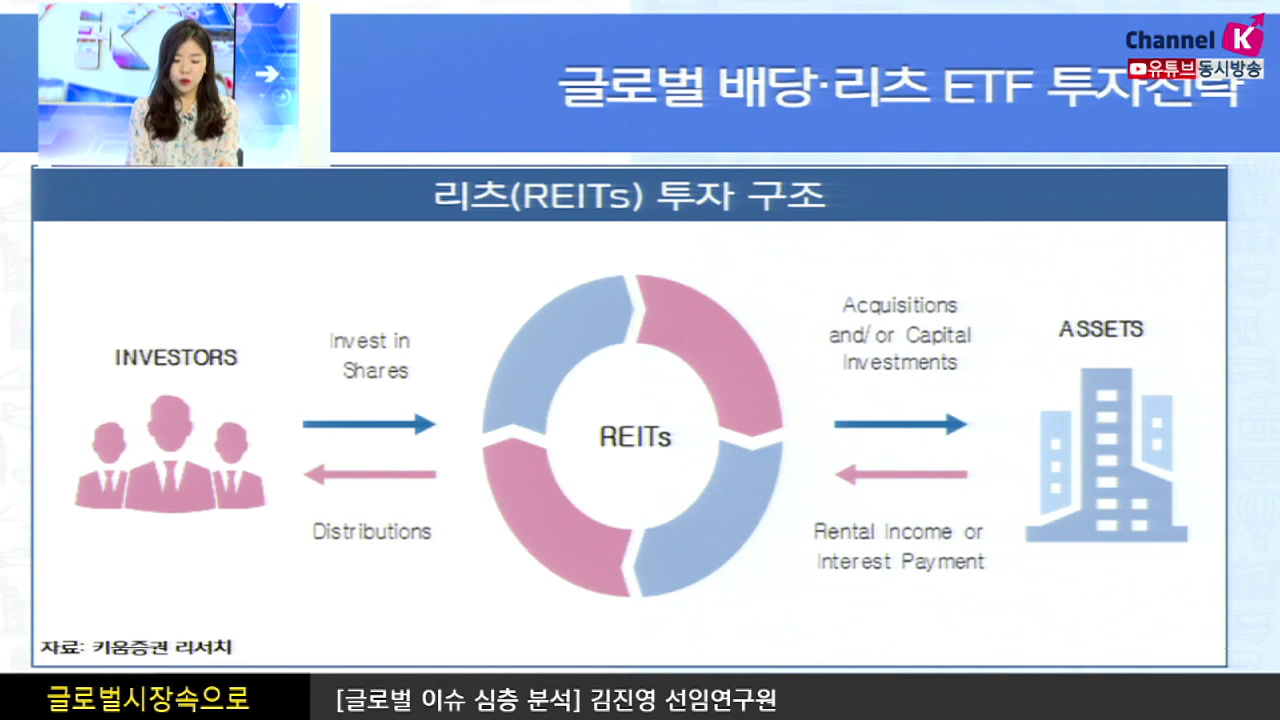 Channel K
유튜브 동시방송
글로벌 배당·리츠 ETF 투자전략
리츠(REITs) 투자 구조
INVESTORS
Invest in
Shares
Distributions
REITs
Acquisitions
and/or Capital
Investments
Rental Income or
Interest Payment
ASSETS
자료: 키움증권 리서치
글로벌시장속으로
[글로벌 이슈 심층 분석] 김진영 선임연구원